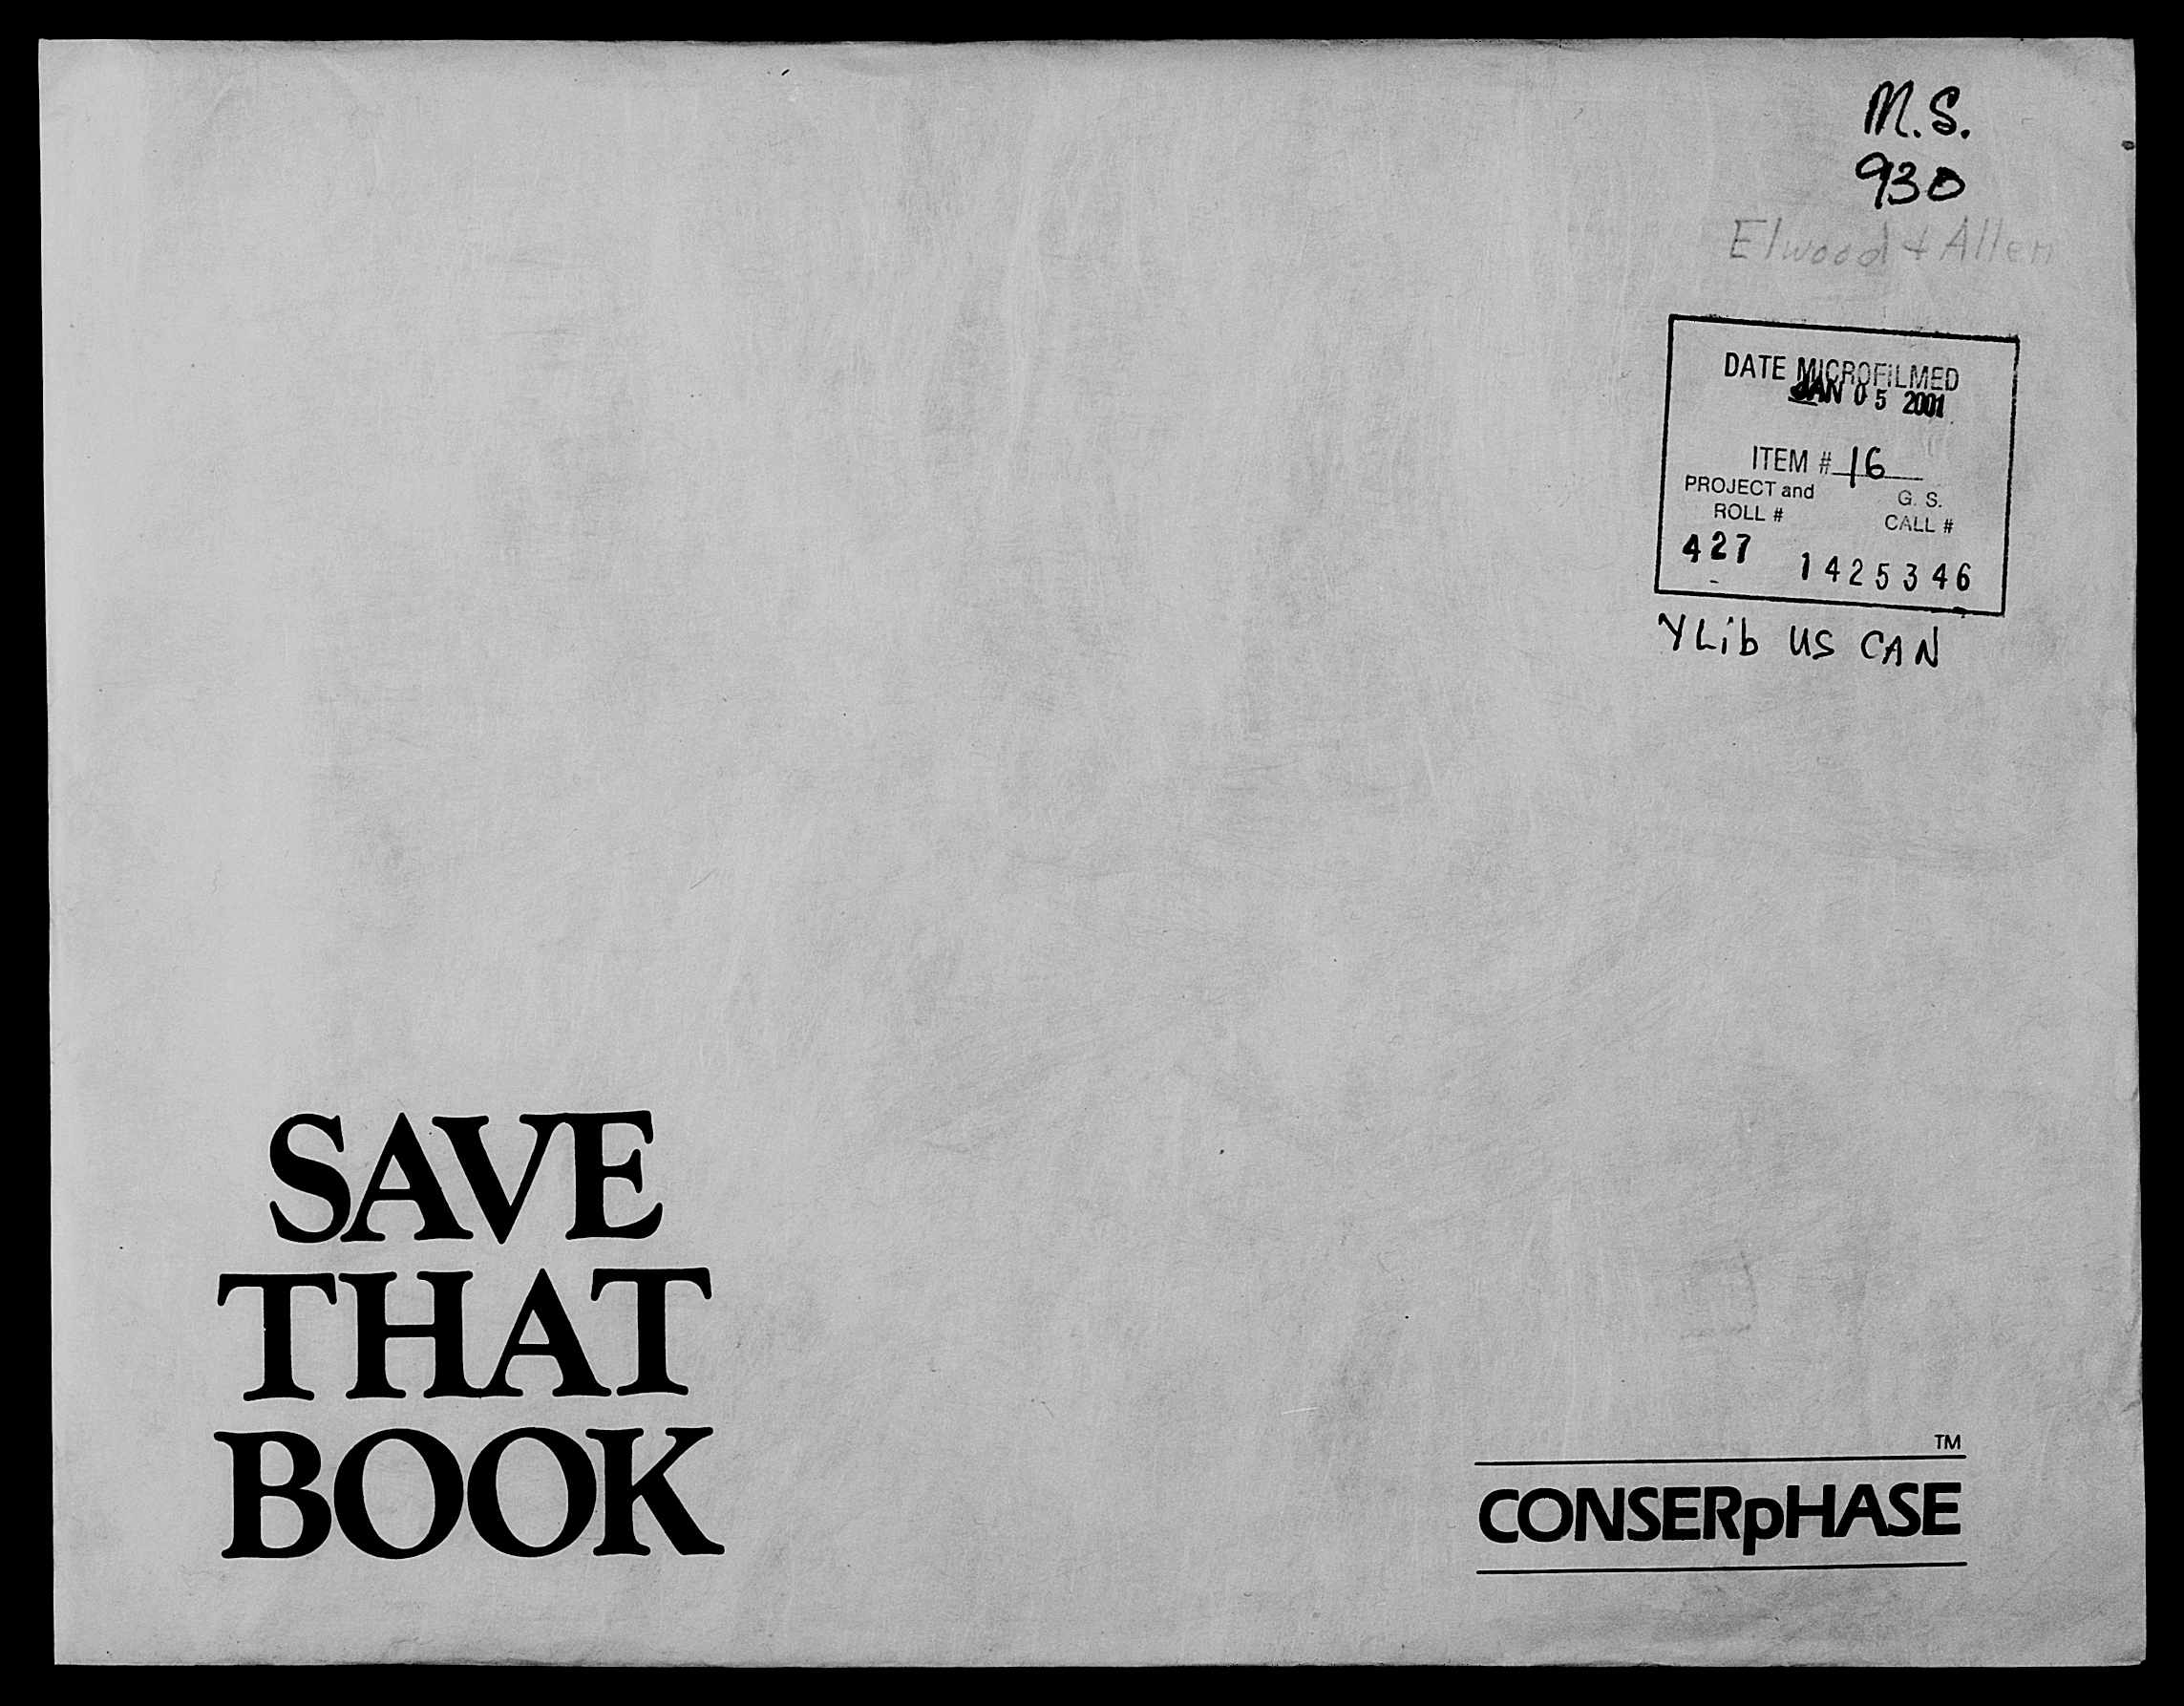 M.S.
930
Elwood & Allen
DATE MICROFILMED
JAN 05 2001
ITEM # 16
PROJECT and G. S.
ROLL # CALL #
427 1425346
YLib US CAN
SAVE
THAT
BOOK
TM
CONSERpHASE